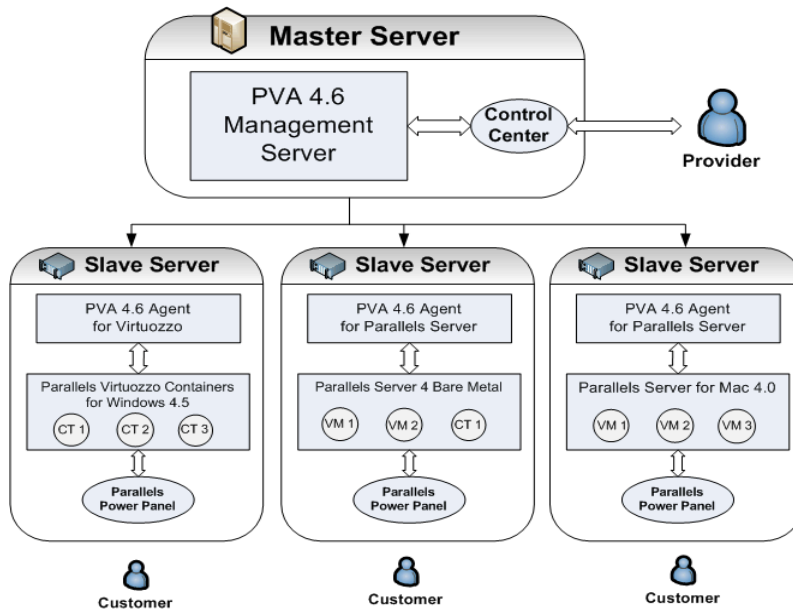 Master Server
PVA 4.6
Management
Server
Control
Center
Provider
Slave Server
PVA 4.6 Agent
for Virtuozzo
Parallels Virtuozzo Containers
for Windows 4.5
CT 1
CT 2
CT 3
Parallels
Power Panel
Customer
Slave Server
PVA 4.6 Agent
for Parallels Server
Parallels Server 4 Bare Metal
VM 1
VM 2
CT 1
Parallels
Power Panel
Customer
Slave Server
PVA 4.6 Agent
for Parallels Server
Parallels Server for Mac 4.0
VM 1
VM 2
VM 3
Parallels
Power Panel
Customer